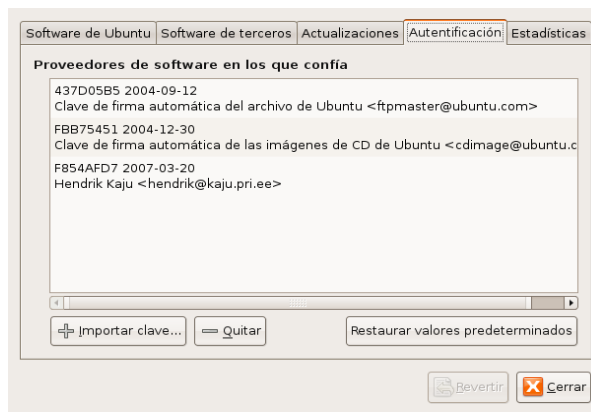 Software de Ubuntu Software de terceros Actualizaciones Autentificación Estadísticas
Proveedores de software en los que confía
437D05B5 2004-09-12
Clave de firma automática del archivo de Ubuntu <ftpmaster@ubuntu.com>
FBB75451 2004-12-30
Clave de firma automática de las imágenes de CD de Ubuntu <cdimage@ubuntu.c
F854AFD7 2007-03-20
Hendrik Kaju <hendrik@kaju.pri.ee>
Importar clave... Quitar Restaurar valores predeterminados
Revertir Cerrar